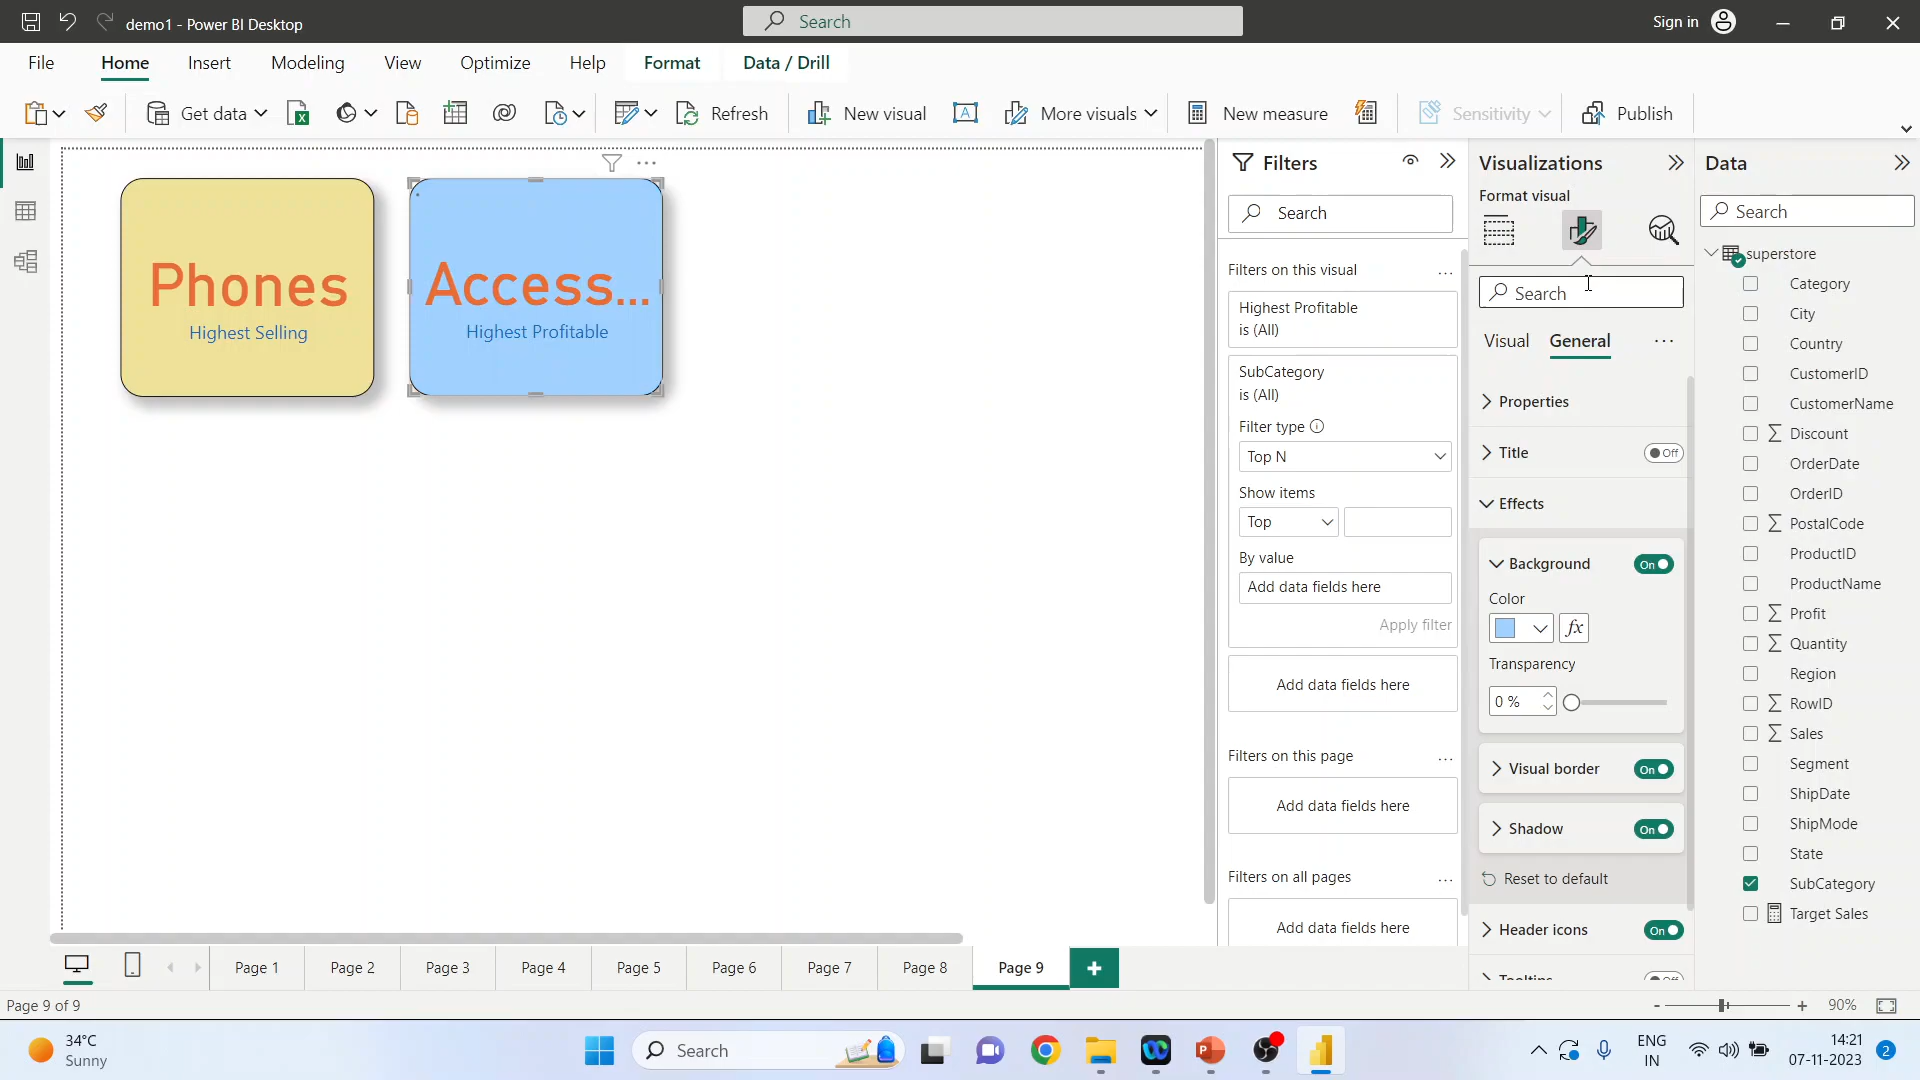 demo1 - Power BI Desktop
Search
Sign in
File
Home
Insert
Modeling
View
Optimize
Help
Format
Data / Drill
Get data
Refresh
New visual
More visuals
New measure
Sensitivity
Publish
Phones
Highest Selling
Access...
Highest Profitable
Filters
Search
Filters on this visual
Highest Profitable
is (All)
SubCategory
is (All)
Filter type
Top N
Show items
Top
By value
Add data fields here
Apply filter
Add data fields here
Filters on this page
Add data fields here
Filters on all pages
Add data fields here
Visualizations
Format visual
Search
Visual
General
Properties
Title
Off
Effects
Background
On
Color
fx
Transparency
0 %
Visual border
On
Shadow
On
Reset to default
Header icons
On
Tooltips
Off
Data
Search
superstore
Category
City
Country
CustomerID
CustomerName
Discount
OrderDate
OrderID
PostalCode
ProductID
ProductName
Profit
Quantity
Region
RowID
Sales
Segment
ShipDate
ShipMode
State
SubCategory
Target Sales
Page 1
Page 2
Page 3
Page 4
Page 5
Page 6
Page 7
Page 8
Page 9
Page 9 of 9
90%
34°C
Sunny
Search
ENG
IN
14:21
07-11-2023
2